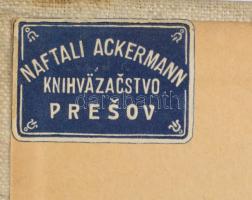 NAFTALI ACKERMANN
KNIHVÄZAČSTVO
PREŠOV